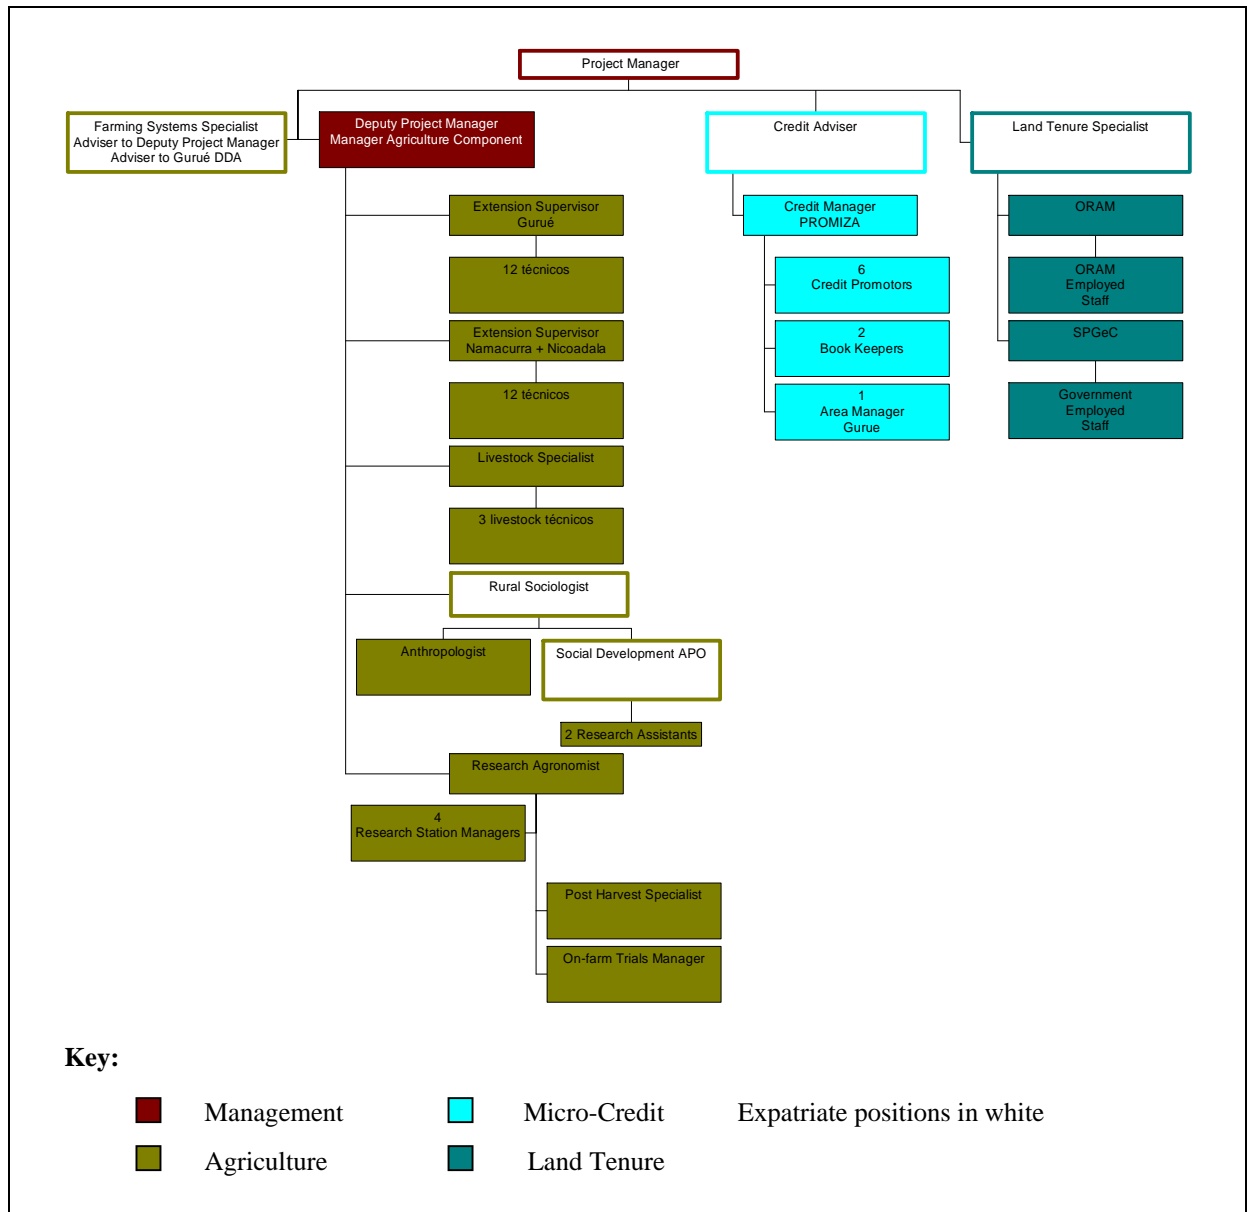 Project Manager
Farming Systems Specialist
Adviser to Deputy Project Manager
Adviser to Gurué DDA
Deputy Project Manager
Manager Agriculture Component
Credit Adviser
Land Tenure Specialist
Extension Supervisor
Gurué
12 técnicos
Extension Supervisor
Namacurra + Nicoadala
12 técnicos
Livestock Specialist
3 livestock técnicos
Rural Sociologist
Anthropologist
Social Development APO
2 Research Assistants
Research Agronomist
4
Research Station Managers
Post Harvest Specialist
On-farm Trials Manager
Credit Manager
PROMIZA
6
Credit Promotors
2
Book Keepers
1
Area Manager
Gurue
ORAM
ORAM
Employed
Staff
SPGeC
Government
Employed
Staff
Key:
Management
Micro-Credit
Expatriate positions in white
Agriculture
Land Tenure